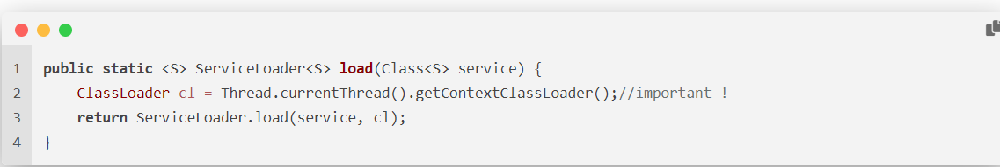 1 public static <S> ServiceLoader<S> load(Class<S> service) {
2     ClassLoader cl = Thread.currentThread().getContextClassLoader();//important !
3     return ServiceLoader.load(service, cl);
4 }